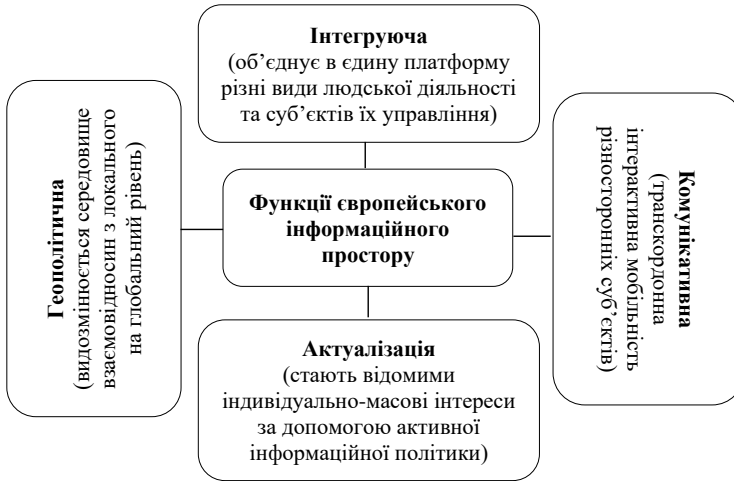 Інтегруюча
(об’єднує в єдину платформу
різні види людської діяльності
та суб’єктів їх управління)
Геополітична
(видозмінюється середовище
взаємовідносин з локального
на глобальний рівень)
Функції європейського
інформаційного
простору
Комунікативна
(транскордонна
інтерактивна мобільність
різносторонніх суб’єктів)
Актуалізація
(стають відомими
індивідуально-масові інтереси
за допомогою активної
інформаційної політики)